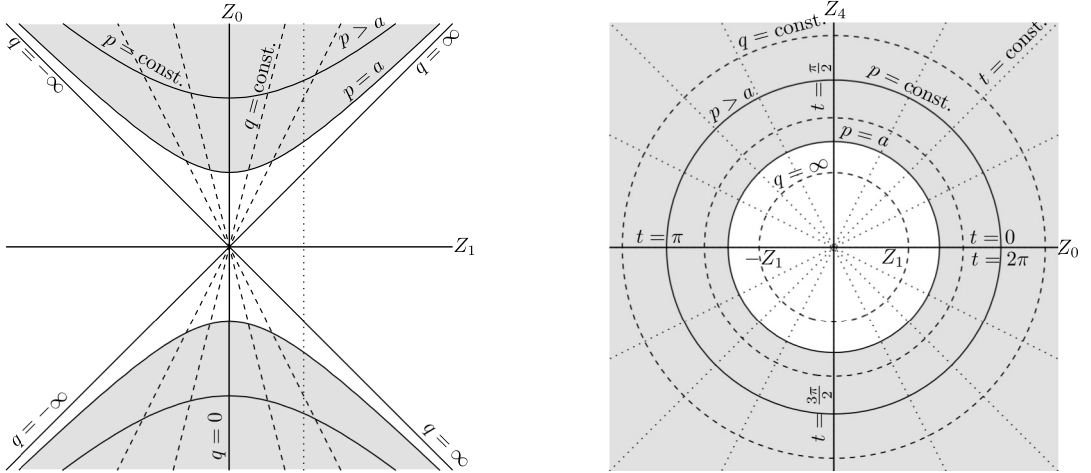 Z₀
q = −∞
p = const.
q = const.
p > a
p = a
q = ∞
Z₁
q = −∞
q = 0
q = ∞
Z₄
q = const.
t = const.
t = π/2
p > a
p = const.
p = a
q = ∞
t = π
t = 0
−Z₁
Z₁
t = 2π
Z₀
t = 3π/2